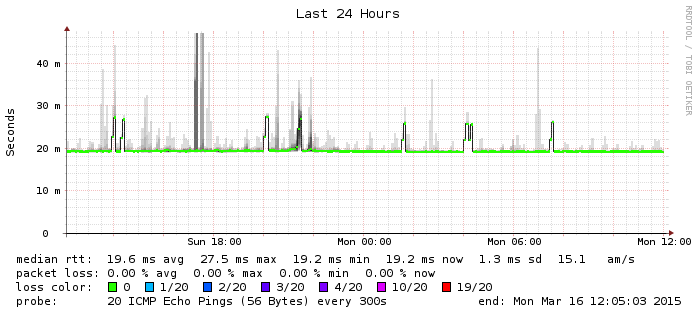 Last 24 Hours
RRDTOOL / TOBI OETIKER
Seconds
40 m
30 m
20 m
10 m
0
Sun 18:00 Mon 00:00 Mon 06:00 Mon 12:00
median rtt: 19.6 ms avg 27.5 ms max 19.2 ms min 19.2 ms now 1.3 ms sd 15.1 am/s
packet loss: 0.00 % avg 0.00 % max 0.00 % min 0.00 % now
loss color: 0 1/20 2/20 3/20 4/20 10/20 19/20
probe: 20 ICMP Echo Pings (56 Bytes) every 300s end: Mon Mar 16 12:05:03 2015